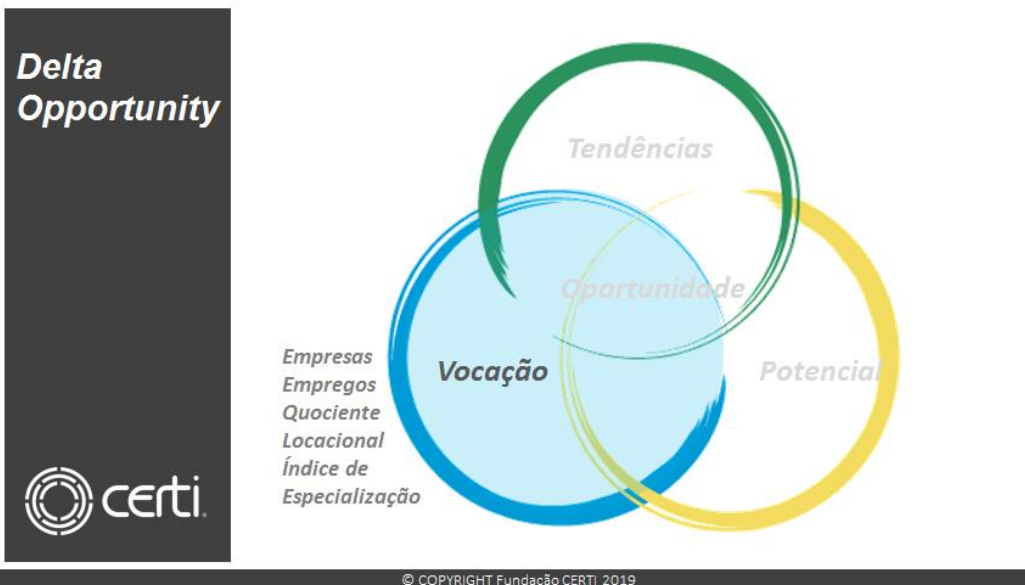 Delta
Opportunity
Tendências
Oportunidade
Vocação
Potencial
Empresas
Empregos
Quociente
Locacional
Índice de
Especialização
certi.
© COPYRIGHT Fundação CERTI 2019